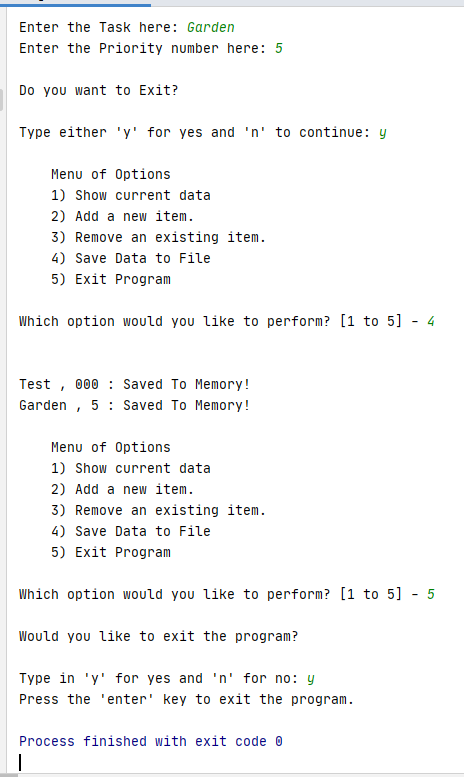 Enter the Task here: Garden
Enter the Priority number here: 5
Do you want to Exit?
Type either 'y' for yes and 'n' to continue: y
Menu of Options
1) Show current data
2) Add a new item.
3) Remove an existing item.
4) Save Data to File
5) Exit Program
Which option would you like to perform? [1 to 5] - 4
Test , 000 : Saved To Memory!
Garden , 5 : Saved To Memory!
Menu of Options
1) Show current data
2) Add a new item.
3) Remove an existing item.
4) Save Data to File
5) Exit Program
Which option would you like to perform? [1 to 5] - 5
Would you like to exit the program?
Type in 'y' for yes and 'n' for no: y
Press the 'enter' key to exit the program.
Process finished with exit code 0